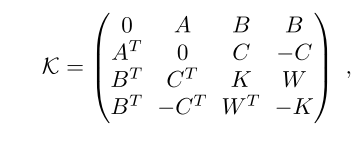 0 A B B
A^T 0 C −C
𝒦 = B^T C^T K W ,
B^T −C^T W^T −K